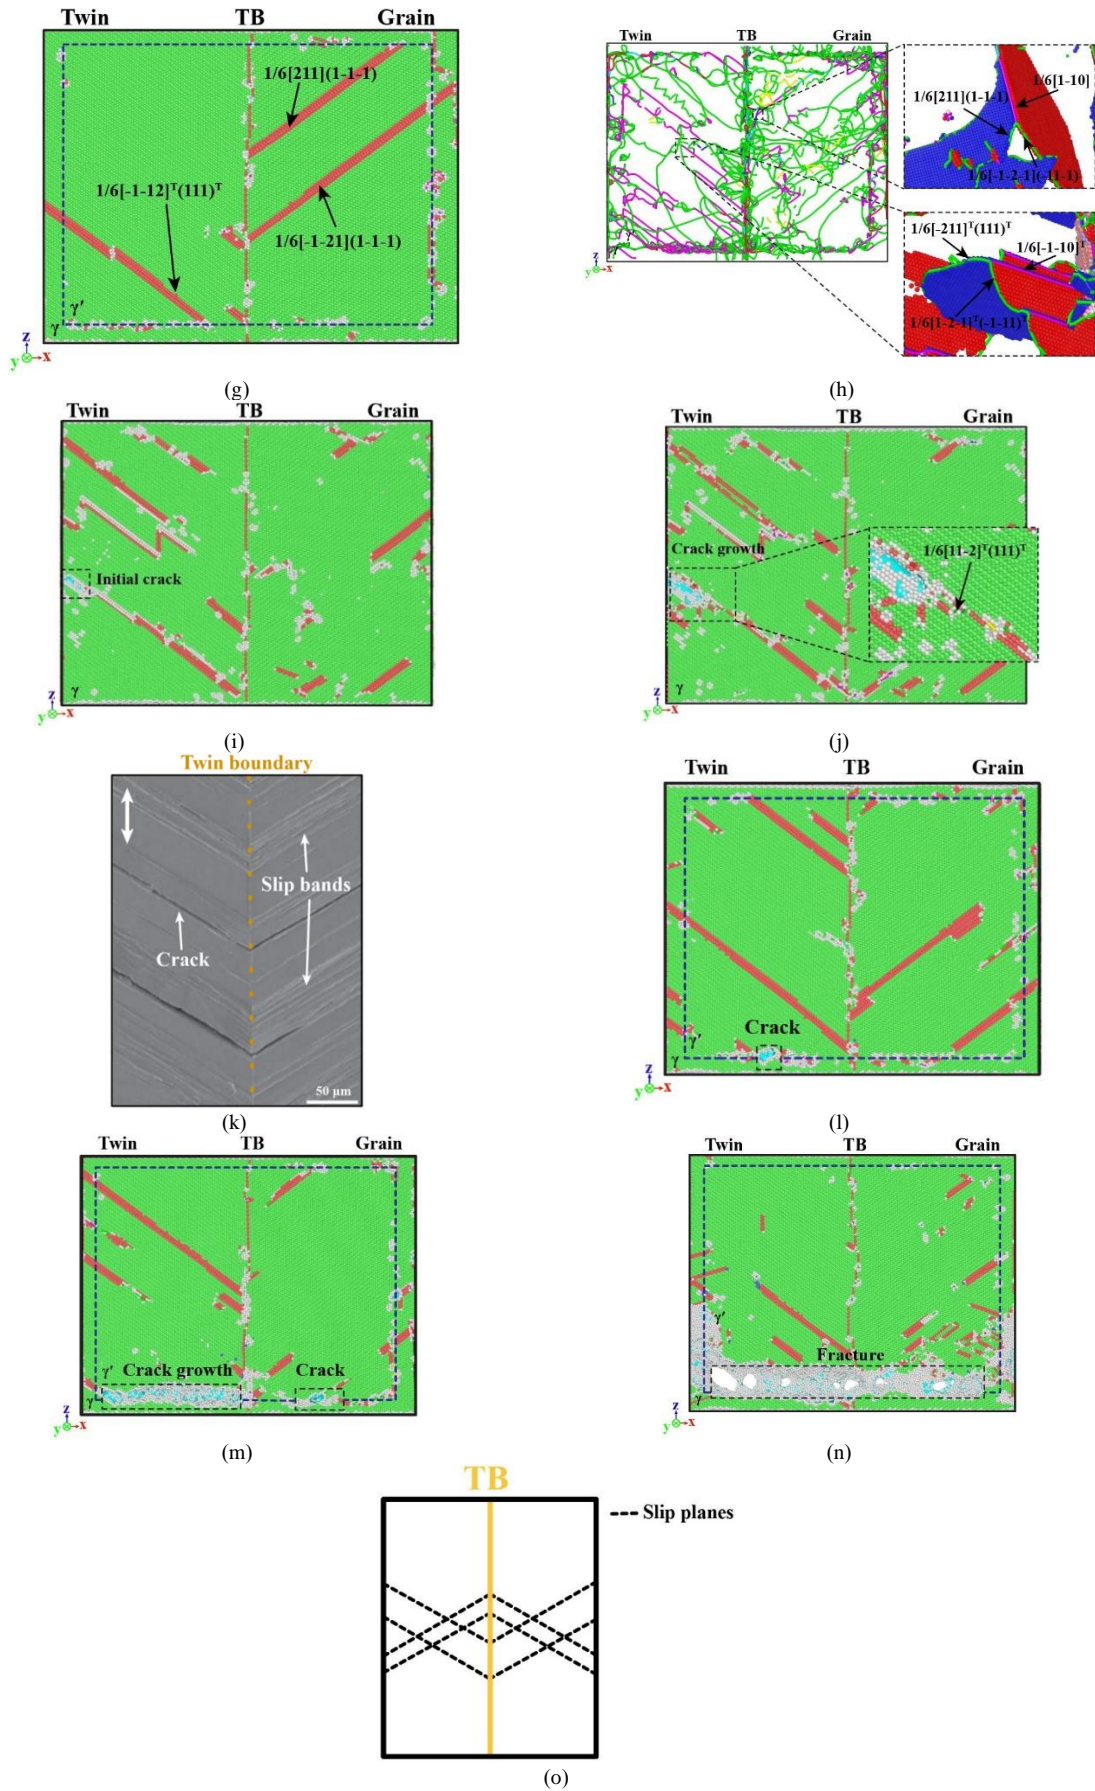 Twin TB Grain
1/6[211](1-1-1)
1/6[-1-12]ᵀ(111)ᵀ
1/6[-1-21](1-1-1)
γ′
γ
z
y x
(g)
Twin TB Grain
1/6[1-10]
1/6[211](1-1-1)
1/6[-1-2-1](-11-1)
1/6[-211]ᵀ(111)ᵀ
1/6[-1-10]ᵀ
1/6[1-2-1]ᵀ(-1-11)ᵀ
z
y x
(h)
Twin TB Grain
Initial crack
γ
z
y x
(i)
Twin TB Grain
Crack growth
1/6[11-2]ᵀ(111)ᵀ
γ
z
y x
(j)
Twin boundary
Slip bands
Crack
50 μm
(k)
Twin TB Grain
Crack
γ′
γ
z
y x
(l)
Twin TB Grain
γ′ Crack growth Crack
γ
z
y x
(m)
Twin TB Grain
γ′
Fracture
γ
z
y x
(n)
TB
Slip planes
(o)